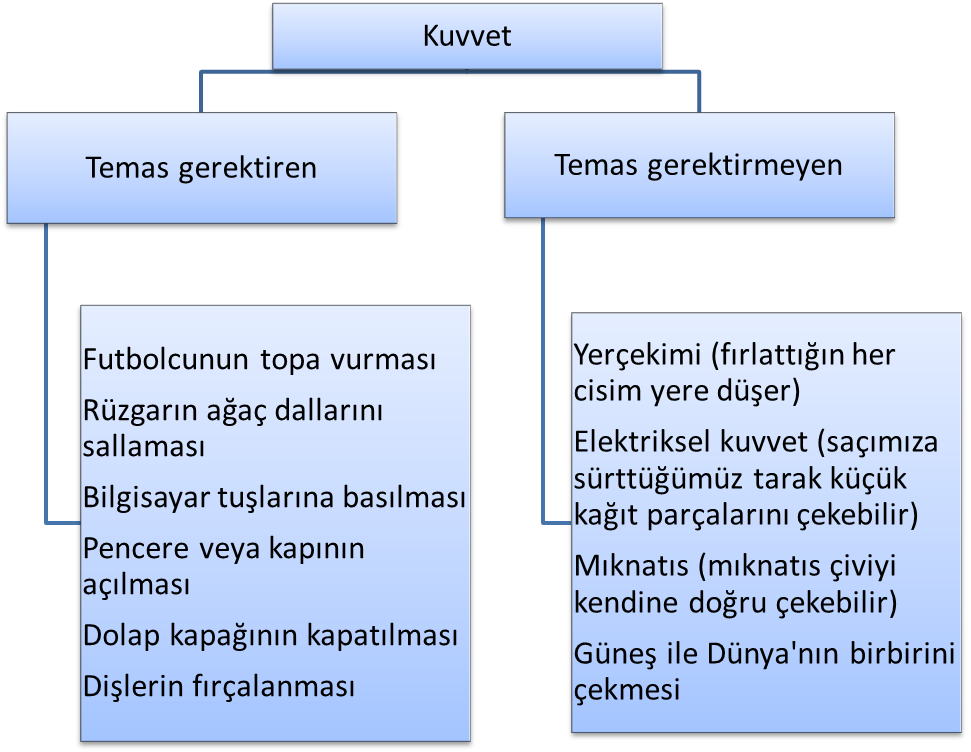 Kuvvet
Temas gerektiren
Temas gerektirmeyen
Futbolcunun topa vurması
Rüzgarın ağaç dallarını
sallaması
Bilgisayar tuşlarına basılması
Pencere veya kapının
açılması
Dolap kapağının kapatılması
Dişlerin fırçalanması
Yerçekimi (fırlattığın her
cisim yere düşer)
Elektriksel kuvvet (saçımıza
sürttüğümüz tarak küçük
kağıt parçalarını çekebilir)
Mıknatıs (mıknatıs çiviyi
kendine doğru çekebilir)
Güneş ile Dünya'nın birbirini
çekmesi